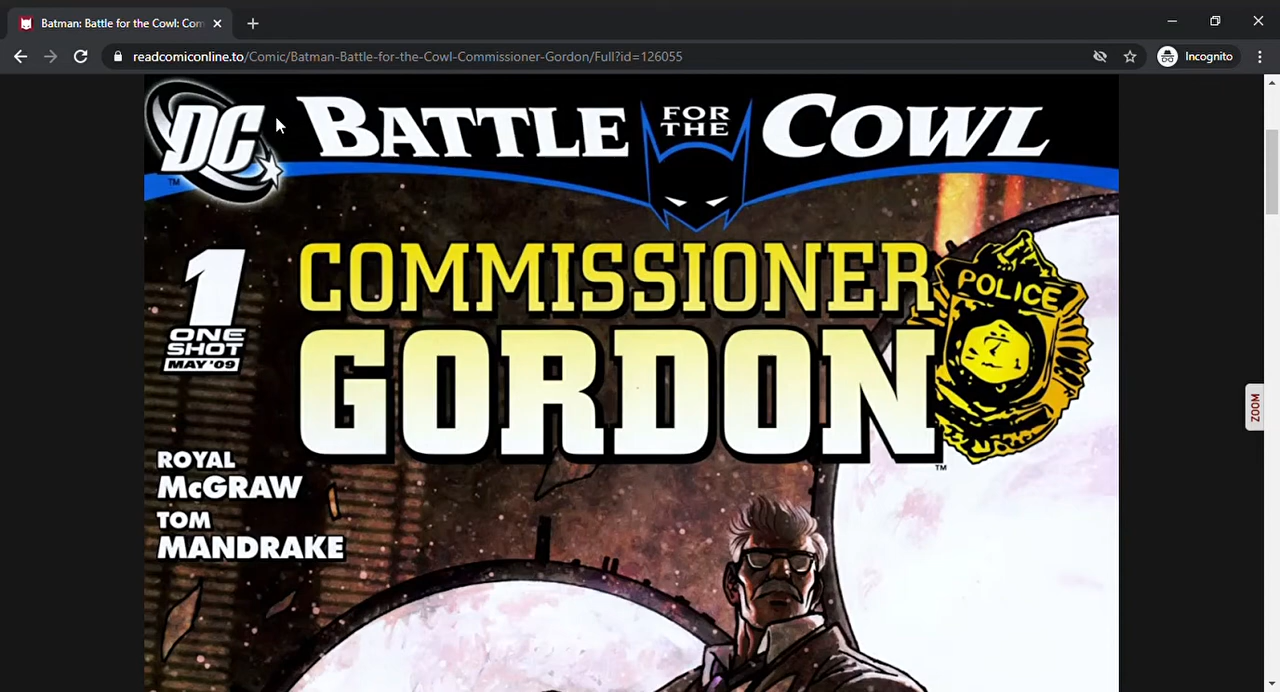 Batman: Battle for the Cowl: Com
readcomiconline.to/Comic/Batman-Battle-for-the-Cowl-Commissioner-Gordon/Full?id=126055
Incognito
DC
BATTLE FOR THE COWL
TM
COMMISSIONER
GORDON
TM
POLICE
1
ONE
SHOT
MAY '09
ROYAL
McGRAW
TOM
MANDRAKE
ZOOM